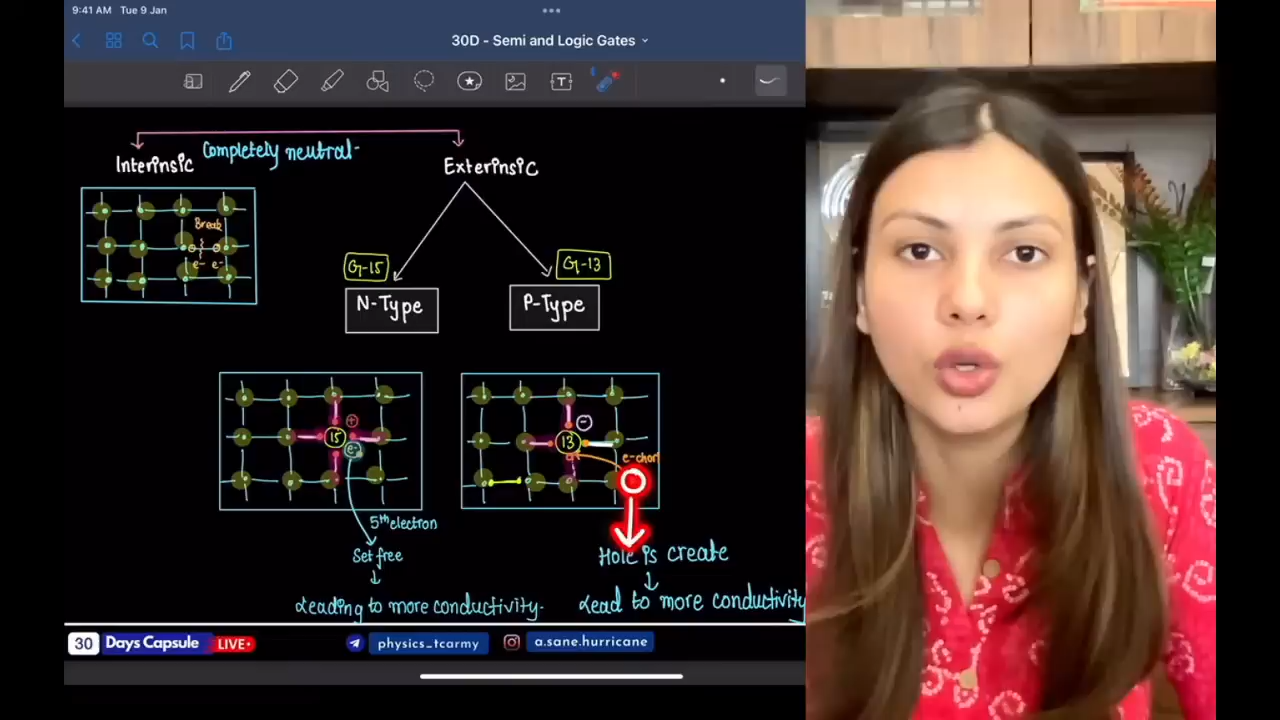 9:41 AM Tue 9 Jan
30D - Semi and Logic Gates
T
Interinsic
Completely neutral-
Exterinsic
Break
e- e-
G-15
G-13
N-Type
P-Type
15
+
e-
-
13
e-chor
5th electron
Set free
Leading to more conductivity-
Hole is create
Lead to more conductivity
30 Days Capsule LIVE
physics_tcarmy
a.sane.hurricane